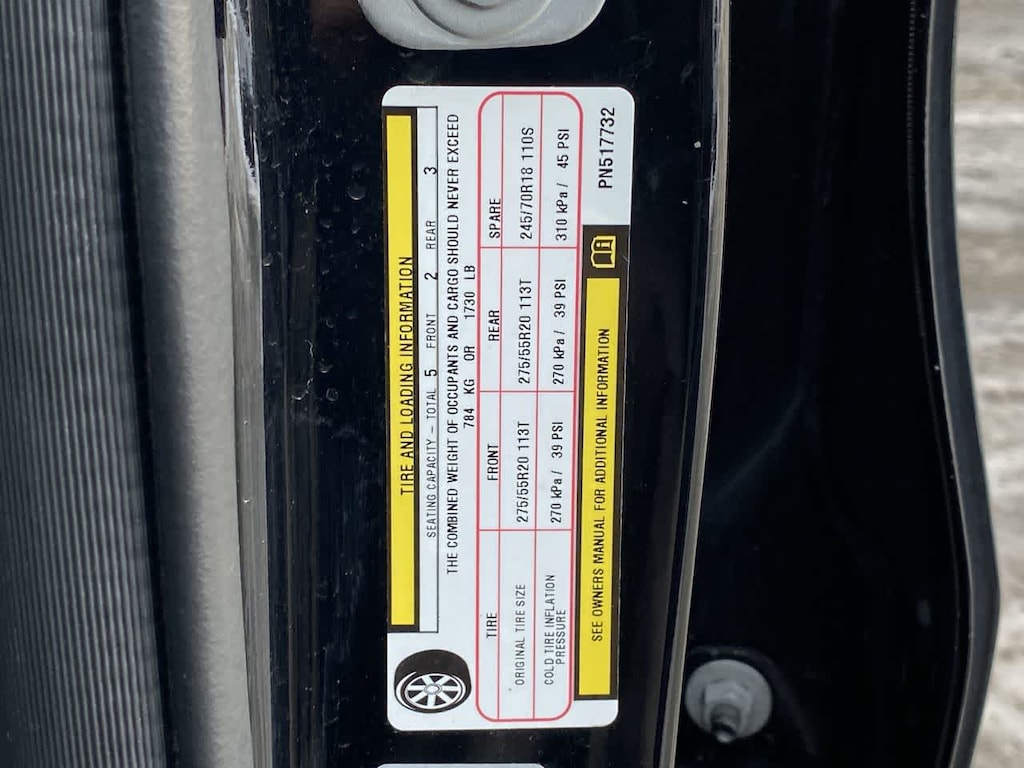 TIRE AND LOADING INFORMATION
SEATING CAPACITY – TOTAL 5 FRONT 2 REAR 3
THE COMBINED WEIGHT OF OCCUPANTS AND CARGO SHOULD NEVER EXCEED
784 KG OR 1730 LB
TIRE FRONT REAR SPARE
ORIGINAL TIRE SIZE 275/55R20 113T 275/55R20 113T 245/70R18 110S
COLD TIRE INFLATION PRESSURE 270 kPa / 39 PSI 270 kPa / 39 PSI 310 kPa / 45 PSI
SEE OWNERS MANUAL FOR ADDITIONAL INFORMATION
PN517732